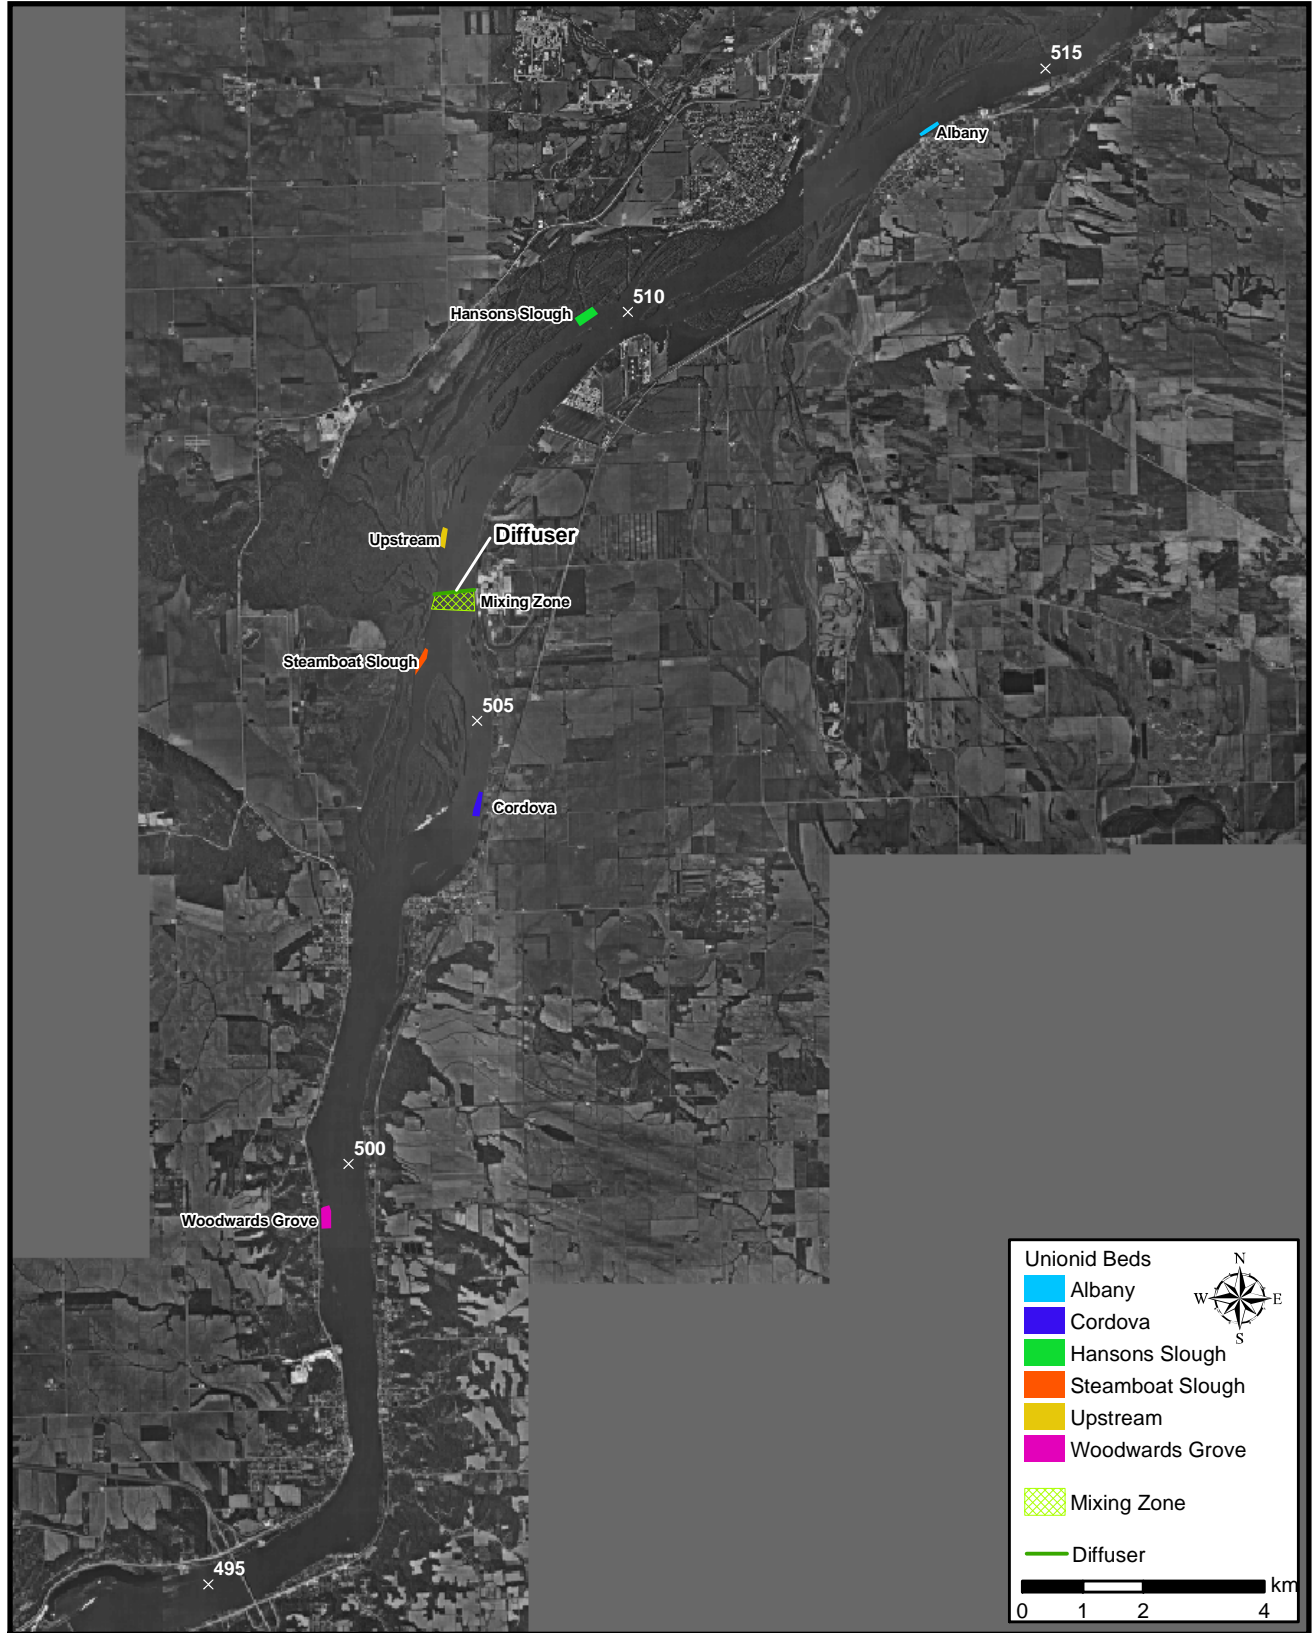 515
Albany
510
Hansons Slough
Upstream
Diffuser
Mixing Zone
Steamboat Slough
505
Cordova
500
Woodwards Grove
495
Unionid Beds
N
W
E
S
Albany
Cordova
Hansons Slough
Steamboat Slough
Upstream
Woodwards Grove
Mixing Zone
Diffuser
km
0 1 2 4